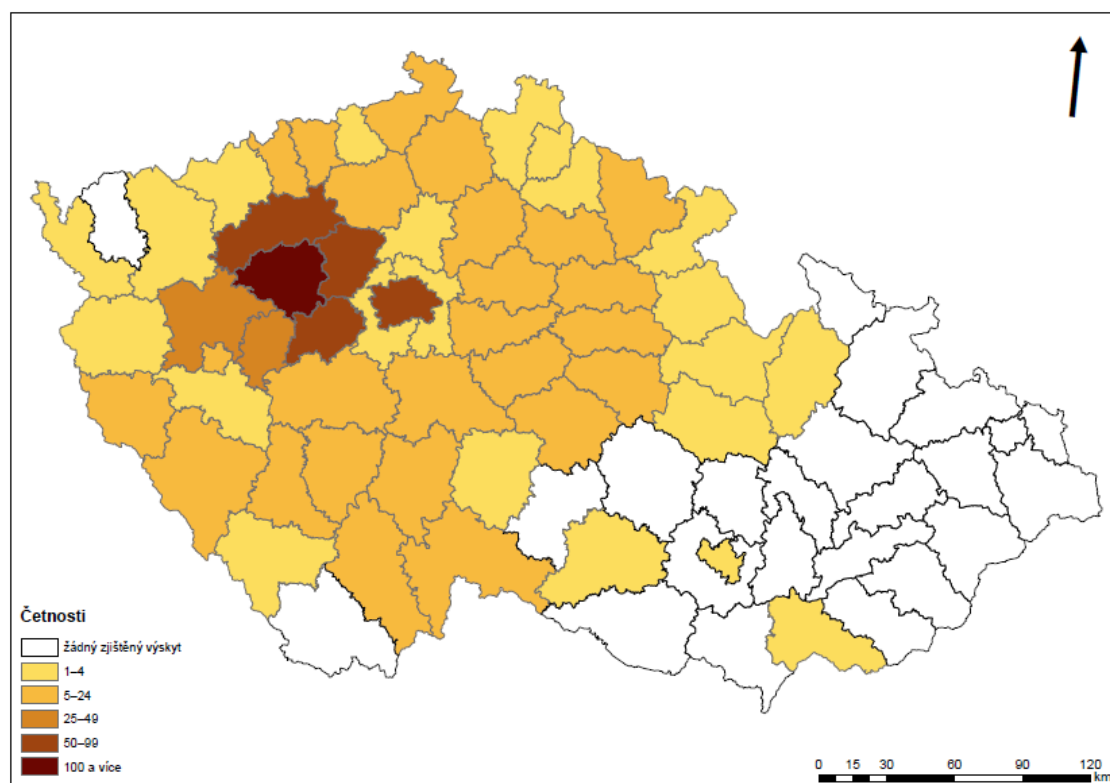 Četnosti
žádný zjištěný výskyt
1–4
5–24
25–49
50–99
100 a více
0 15 30 60 90 120
km